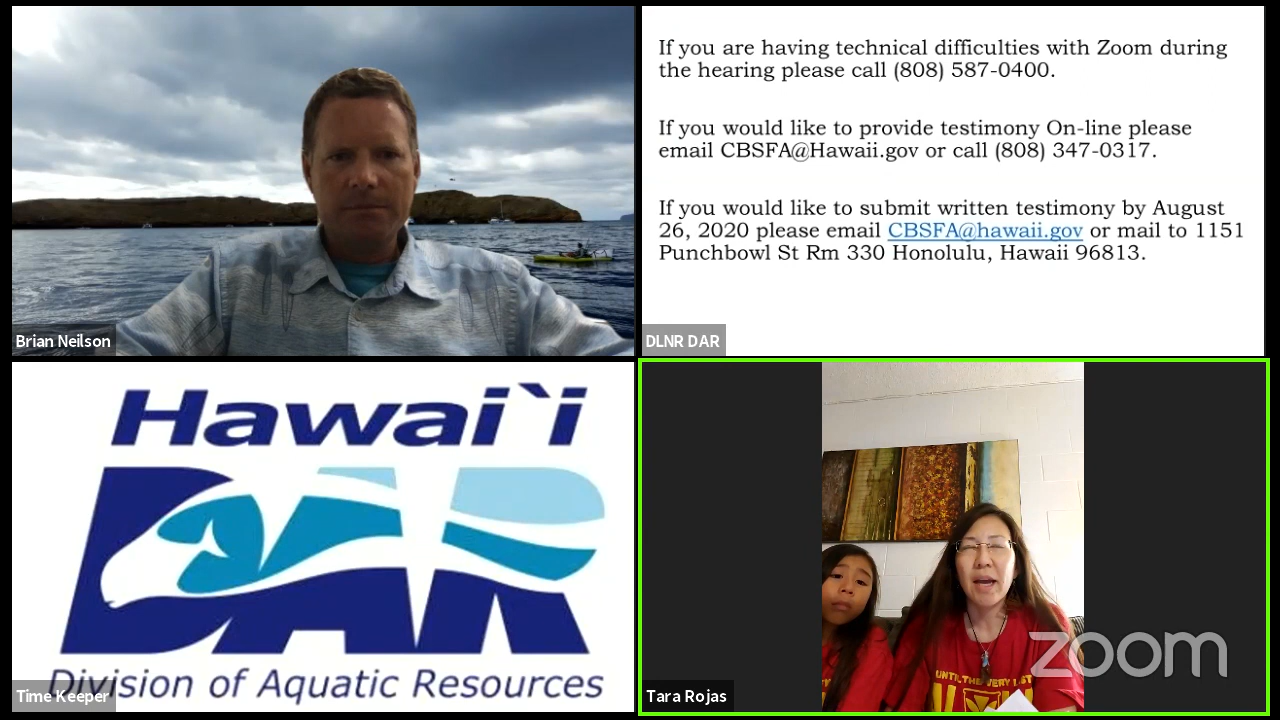 If you are having technical difficulties with Zoom during
the hearing please call (808) 587-0400.
If you would like to provide testimony On-line please
email CBSFA@Hawaii.gov or call (808) 347-0317.
If you would like to submit written testimony by August
26, 2020 please email CBSFA@hawaii.gov or mail to 1151
Punchbowl St Rm 330 Honolulu, Hawaii 96813.
Brian Neilson
DLNR DAR
Hawai`i
DAR
Division of Aquatic Resources
Time Keeper
UNTIL THE VERY LAST
zoom
Tara Rojas